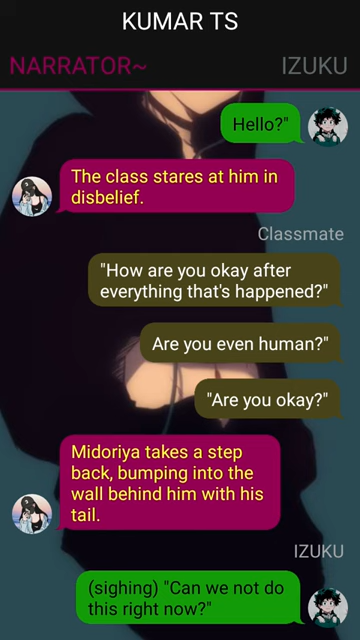 KUMAR TS
NARRATOR~ IZUKU
Hello?"
The class stares at him in
disbelief.
Classmate
"How are you okay after
everything that's happened?"
Are you even human?"
"Are you okay?"
Midoriya takes a step
back, bumping into the
wall behind him with his
tail.
IZUKU
(sighing) "Can we not do
this right now?"